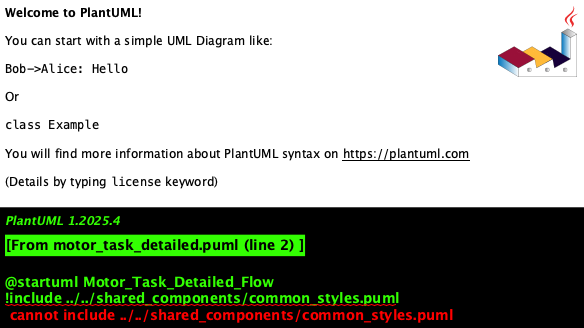 Welcome to PlantUML!
You can start with a simple UML Diagram like:
Bob->Alice: Hello
Or
class Example
You will find more information about PlantUML syntax on https://plantuml.com
(Details by typing license keyword)
PlantUML 1.2025.4
[From motor_task_detailed.puml (line 2) ]
@startuml Motor_Task_Detailed_Flow
!include ../../shared_components/common_styles.puml
cannot include ../../shared_components/common_styles.puml